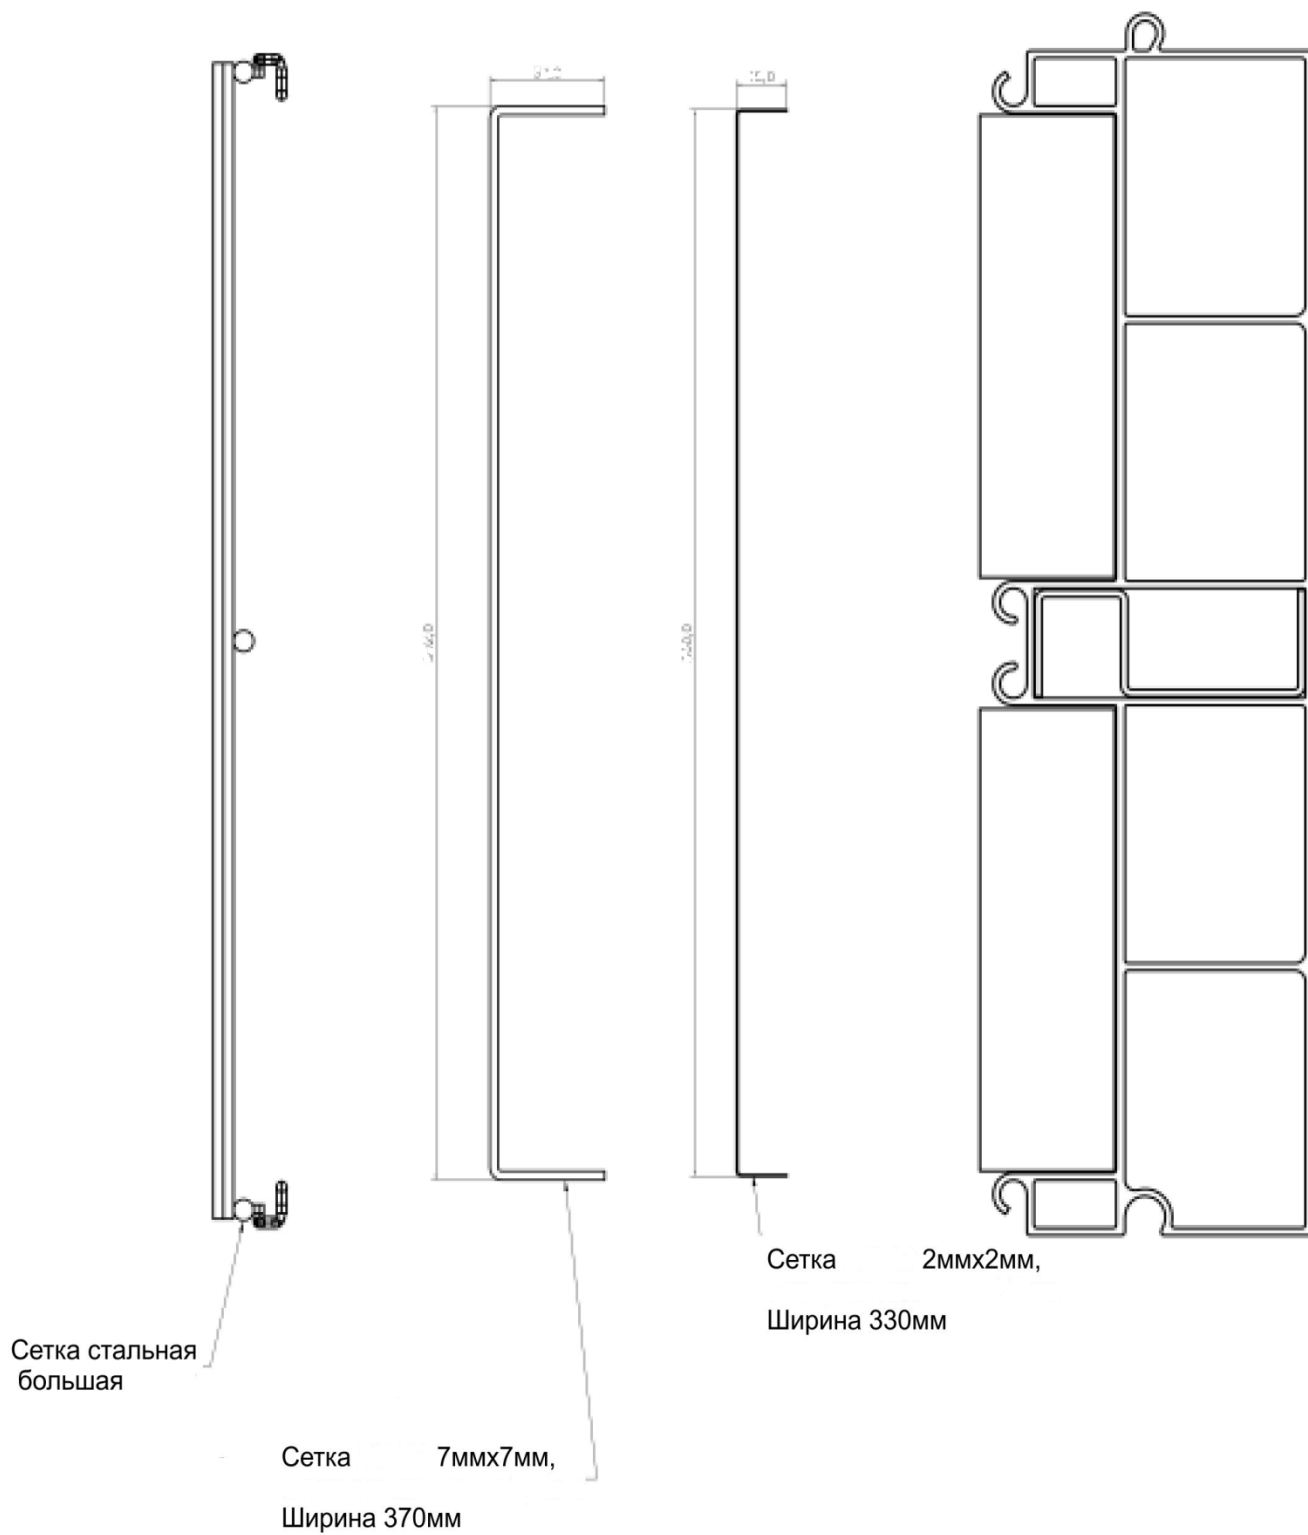 Сетка 2ммх2мм,
Ширина 330мм
Сетка стальная
большая
Сетка 7ммх7мм,
Ширина 370мм